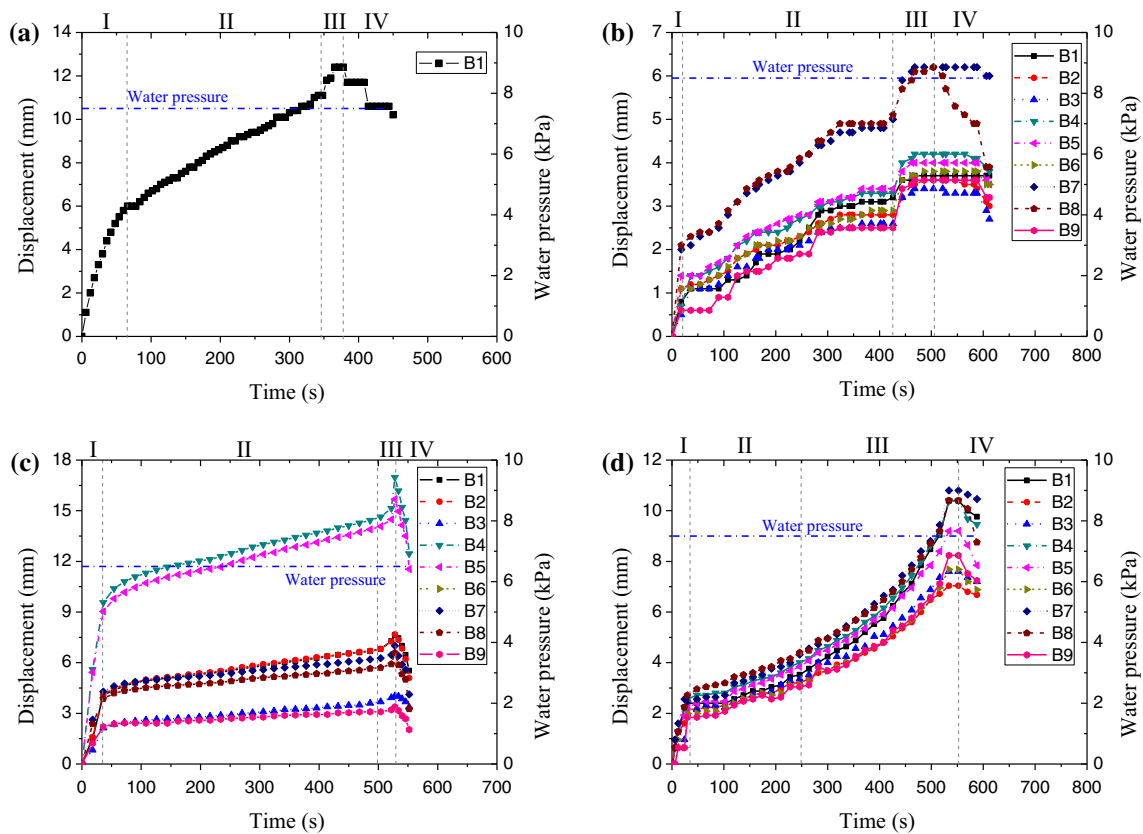 (a)
I II III IV
14
12
10
8
6
4
2
0
Displacement (mm)
0 100 200 300 400 500 600
Time (s)
10
8
6
4
2
0
Water pressure (kPa)
Water pressure
B1
(b)
I II III IV
7
6
5
4
3
2
1
0
Displacement (mm)
0 100 200 300 400 500 600 700 800
Time (s)
10
8
6
4
2
0
Water pressure (kPa)
Water pressure
B1
B2
B3
B4
B5
B6
B7
B8
B9
(c)
I II III IV
18
15
12
9
6
3
0
Displacement (mm)
0 100 200 300 400 500 600 700
Time (s)
10
8
6
4
2
0
Water pressure (kPa)
Water pressure
B1
B2
B3
B4
B5
B6
B7
B8
B9
(d)
I II III IV
12
10
8
6
4
2
0
Displacement (mm)
0 100 200 300 400 500 600 700 800
Time (s)
10
8
6
4
2
0
Water pressure (kPa)
Water pressure
B1
B2
B3
B4
B5
B6
B7
B8
B9